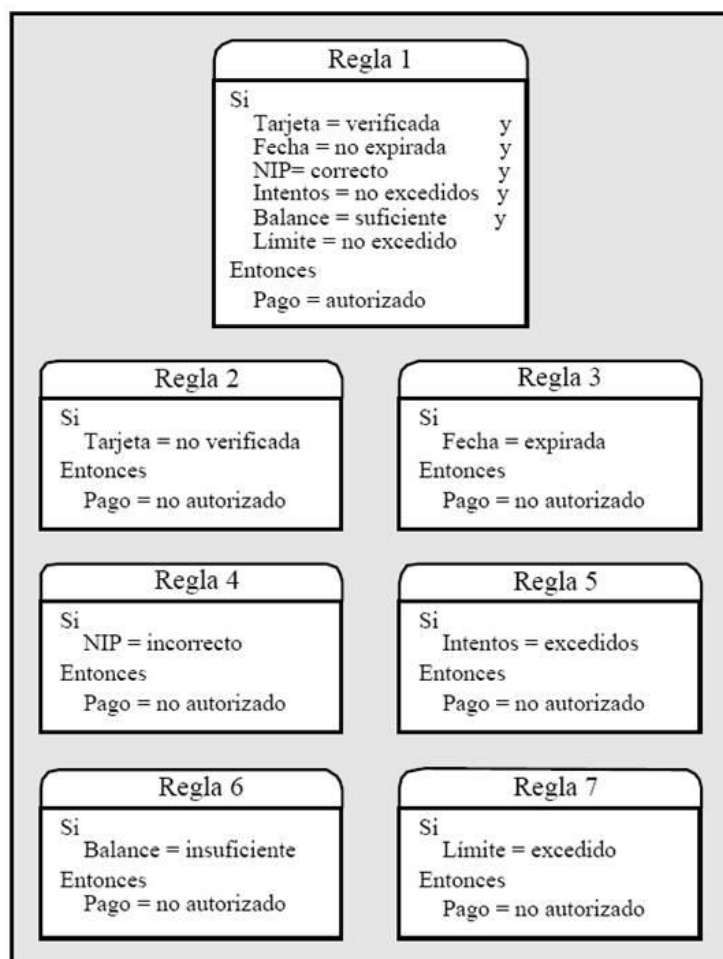 Regla 1
Si
Tarjeta = verificada y
Fecha = no expirada y
NIP= correcto y
Intentos = no excedidos y
Balance = suficiente y
Límite = no excedido
Entonces
Pago = autorizado
Regla 2
Si
Tarjeta = no verificada
Entonces
Pago = no autorizado
Regla 3
Si
Fecha = expirada
Entonces
Pago = no autorizado
Regla 4
Si
NIP = incorrecto
Entonces
Pago = no autorizado
Regla 5
Si
Intentos = excedidos
Entonces
Pago = no autorizado
Regla 6
Si
Balance = insuficiente
Entonces
Pago = no autorizado
Regla 7
Si
Límite = excedido
Entonces
Pago = no autorizado